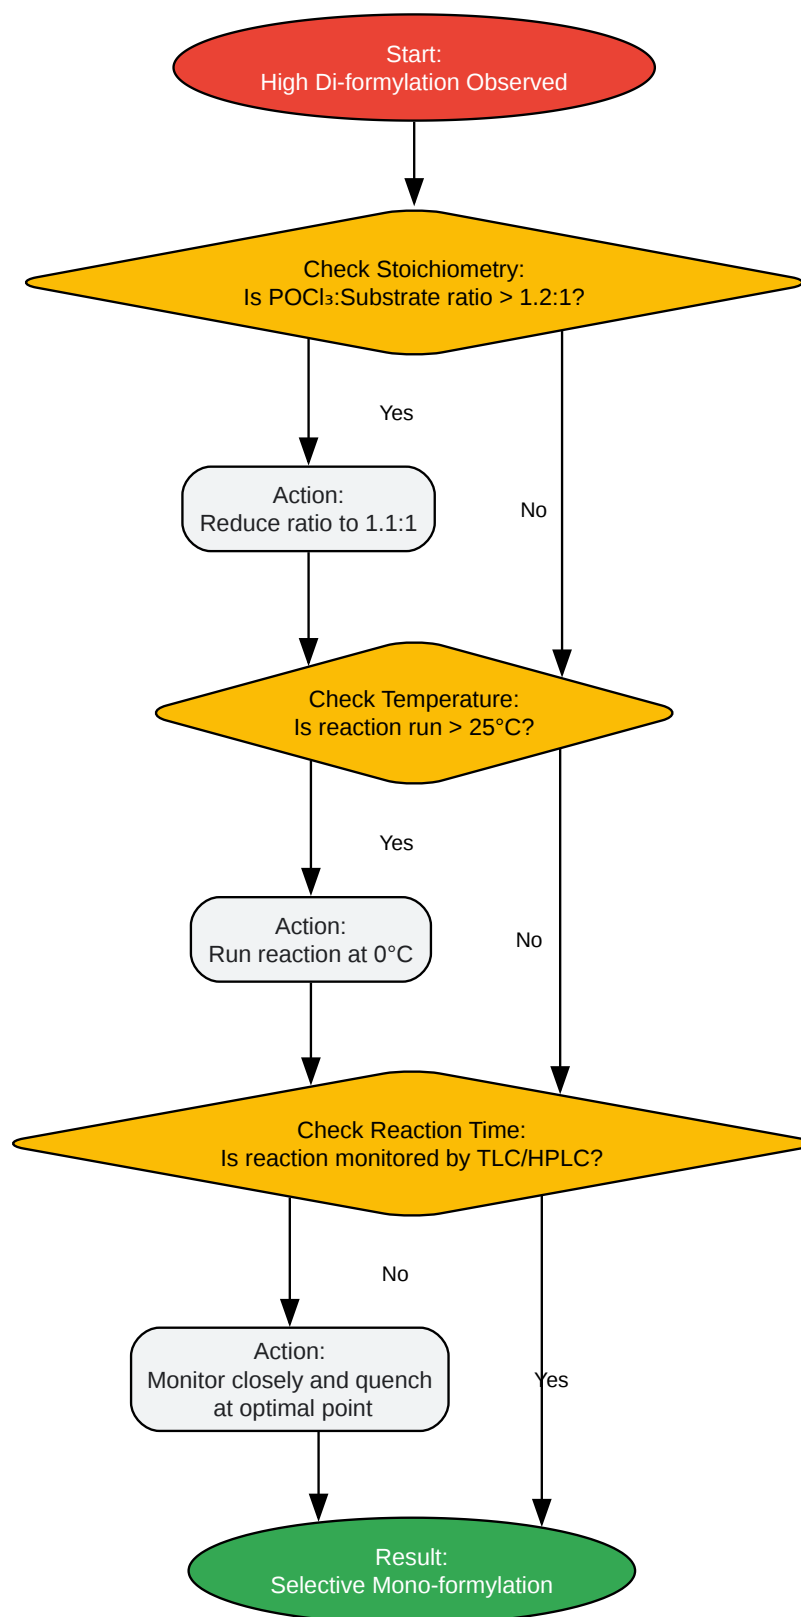 Start:
High Di-formylation Observed
Check Stoichiometry:
Is POCl₃:Substrate ratio > 1.2:1?
Yes
Action:
Reduce ratio to 1.1:1
No
Check Temperature:
Is reaction run > 25°C?
Yes
Action:
Run reaction at 0°C
No
Check Reaction Time:
Is reaction monitored by TLC/HPLC?
No
Action:
Monitor closely and quench
at optimal point
Yes
Result:
Selective Mono-formylation